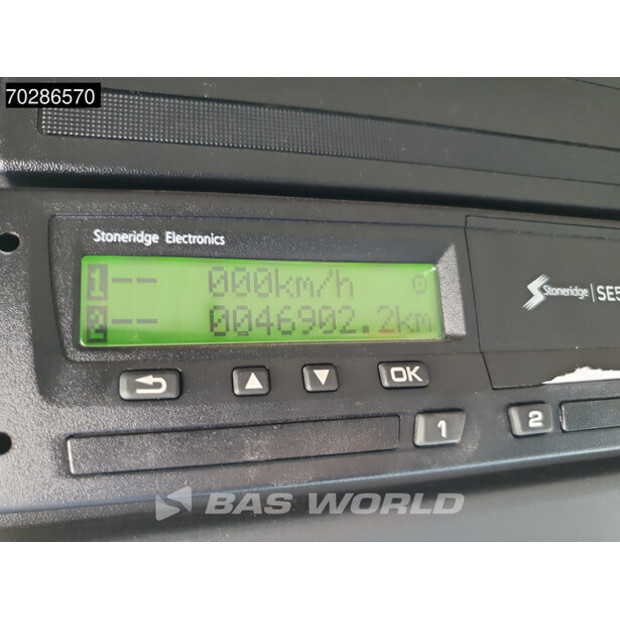 70286570
Stoneridge Electronics
1 -- 000km/h
2 -- 0046902.2km
Stoneridge | SE5
OK
1
2
BAS WORLD